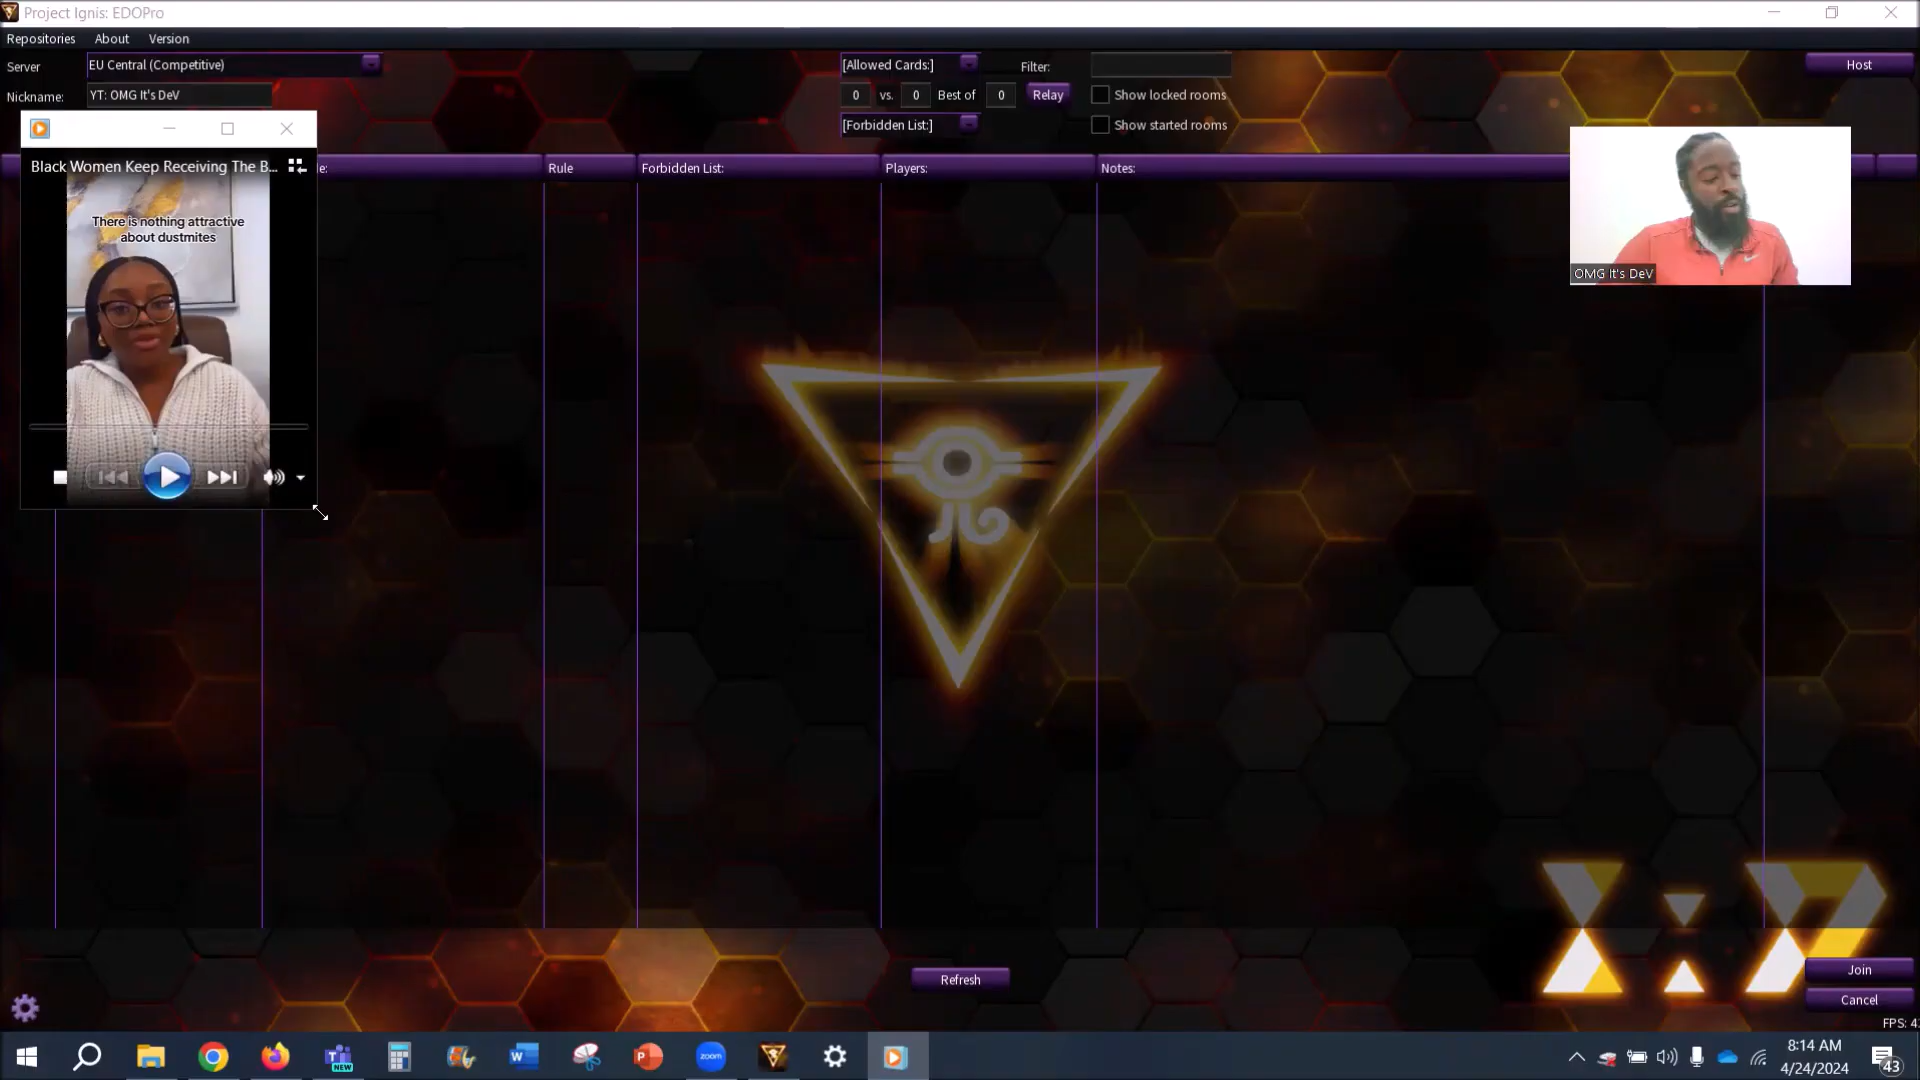 Project Ignis: EDOPro
Repositories About Version
Server EU Central (Competitive) [Allowed Cards:] Filter: Host
Nickname: YT: OMG It's DeV 0 vs. 0 Best of 0 Relay Show locked rooms
[Forbidden List:] Show started rooms
Black Women Keep Receiving The B...
Rule Forbidden List: Players: Notes:
There is nothing attractive
about dustmites
OMG It's DeV
Refresh
Join
Cancel
FPS: 4
NEW
zoom
8:14 AM
4/24/2024
43